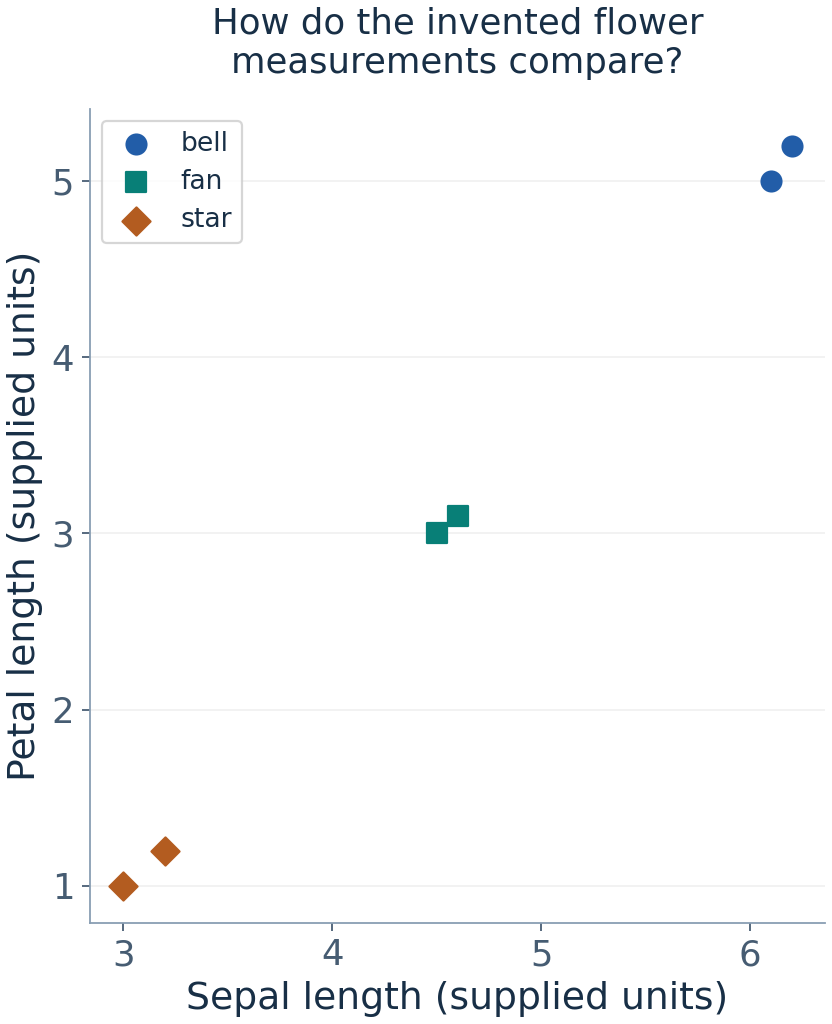 How do the invented flower
measurements compare?
bell
fan
star
5
4
3
2
1
Petal length (supplied units)
3 4 5 6
Sepal length (supplied units)